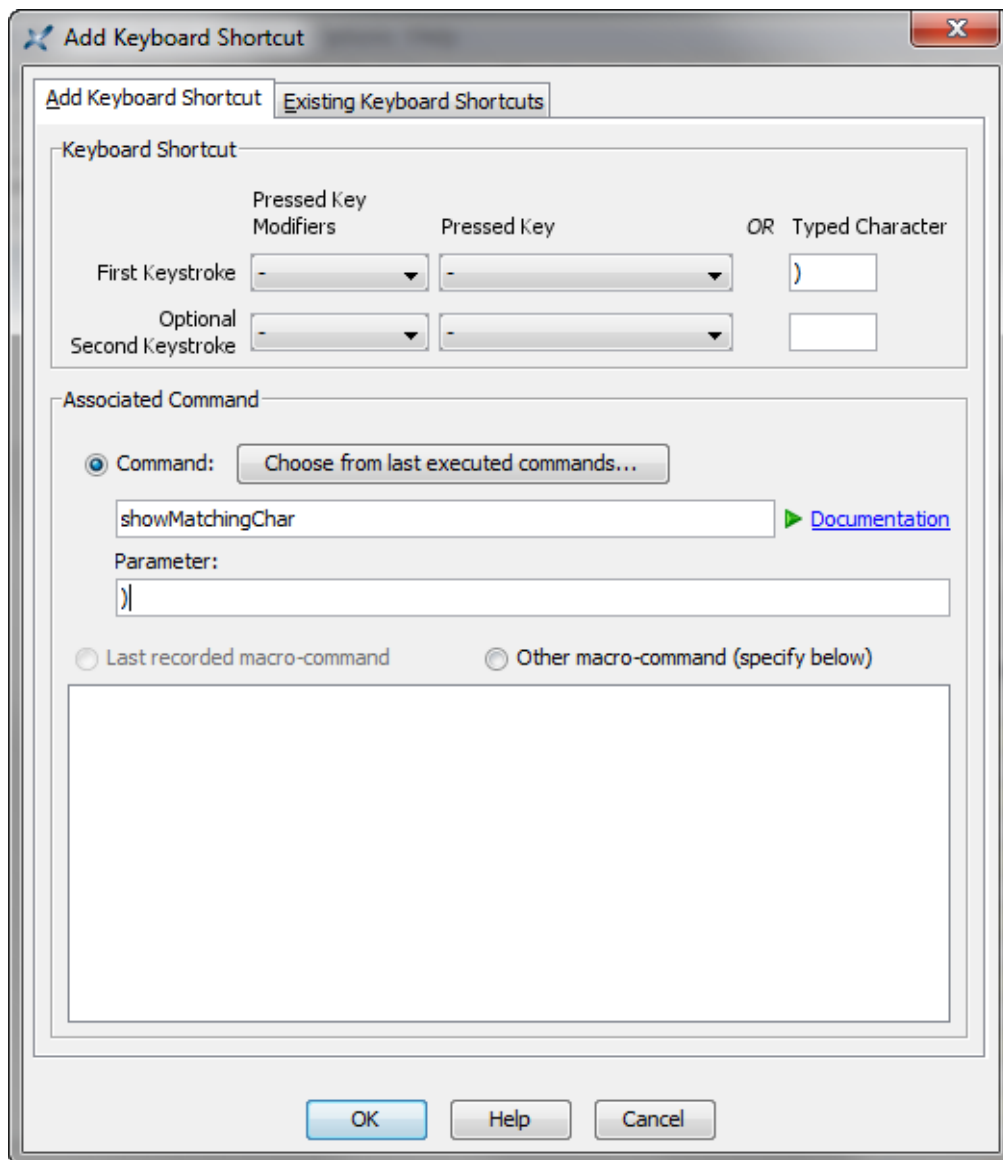 Add Keyboard Shortcut
Add Keyboard Shortcut Existing Keyboard Shortcuts
Keyboard Shortcut
Pressed Key
Modifiers Pressed Key OR Typed Character
First Keystroke - - )
Optional
Second Keystroke - -
Associated Command
Command: Choose from last executed commands...
showMatchingChar Documentation
Parameter:
)
Last recorded macro-command Other macro-command (specify below)
OK Help Cancel